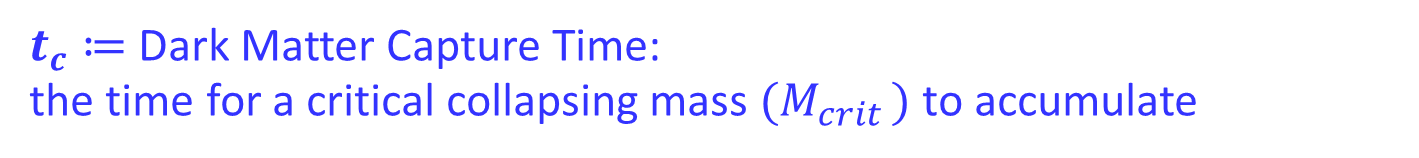 t_c := Dark Matter Capture Time:
the time for a critical collapsing mass (M_crit) to accumulate